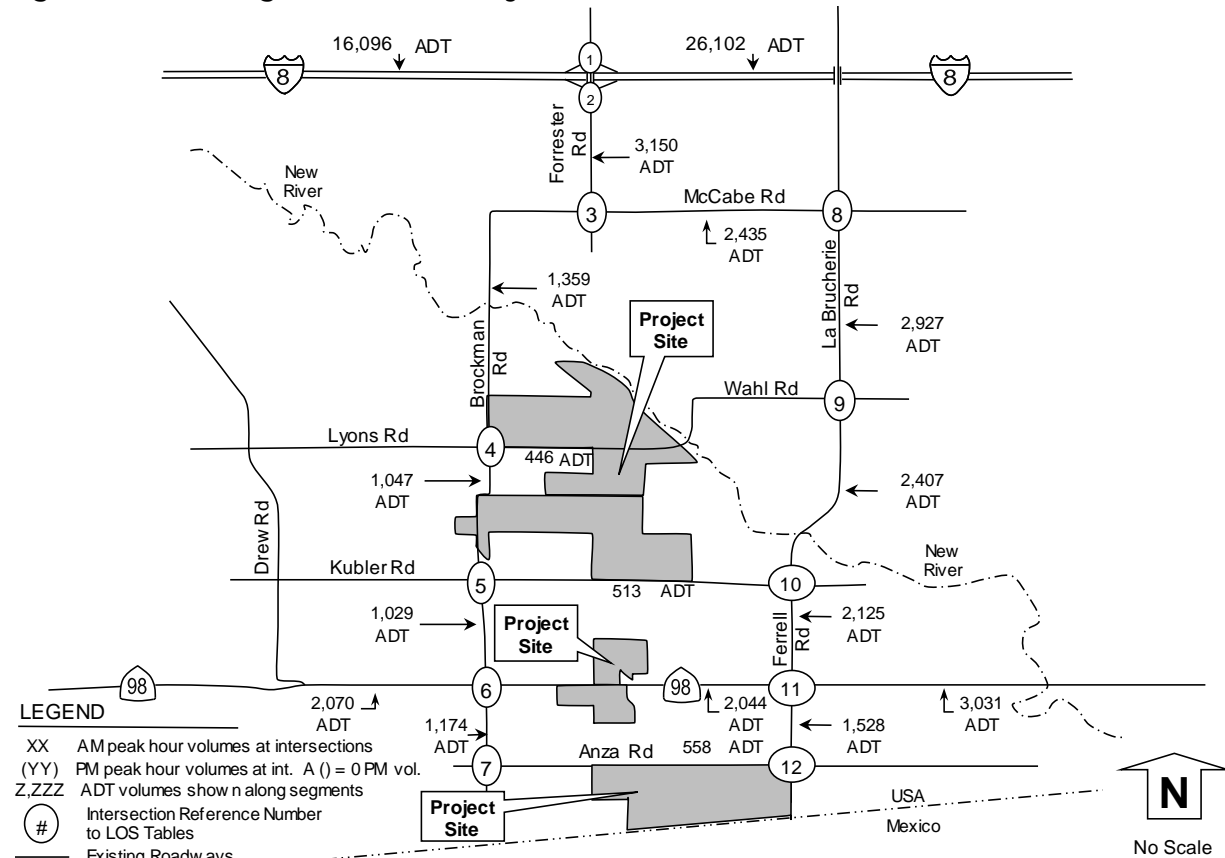 16,096 ADT
26,102 ADT
8
8
1
2
Forrester
Rd
3,150
ADT
New
River
McCabe Rd
3
8
2,435
ADT
1,359
ADT
La Brucherie
Rd
Project
Site
2,927
ADT
Brockman
Rd
Wahl Rd
9
Lyons Rd
4
446 ADT
1,047
ADT
2,407
ADT
Drew Rd
New
River
Kubler Rd
5
10
513 ADT
1,029
ADT
Project
Site
2,125
ADT
Ferrell
Rd
98
6
98
11
2,070
ADT
2,044
ADT
3,031
ADT
LEGEND
1,174
ADT
558 ADT
1,528
ADT
XX AM peak hour volumes at intersections
Anza Rd
7
12
(YY) PM peak hour volumes at int. A () = 0 PM vol.
Z,ZZZ ADT volumes shown along segments
# Intersection Reference Number
to LOS Tables
Project
Site
USA
Mexico
N
Existing Roadways
No Scale